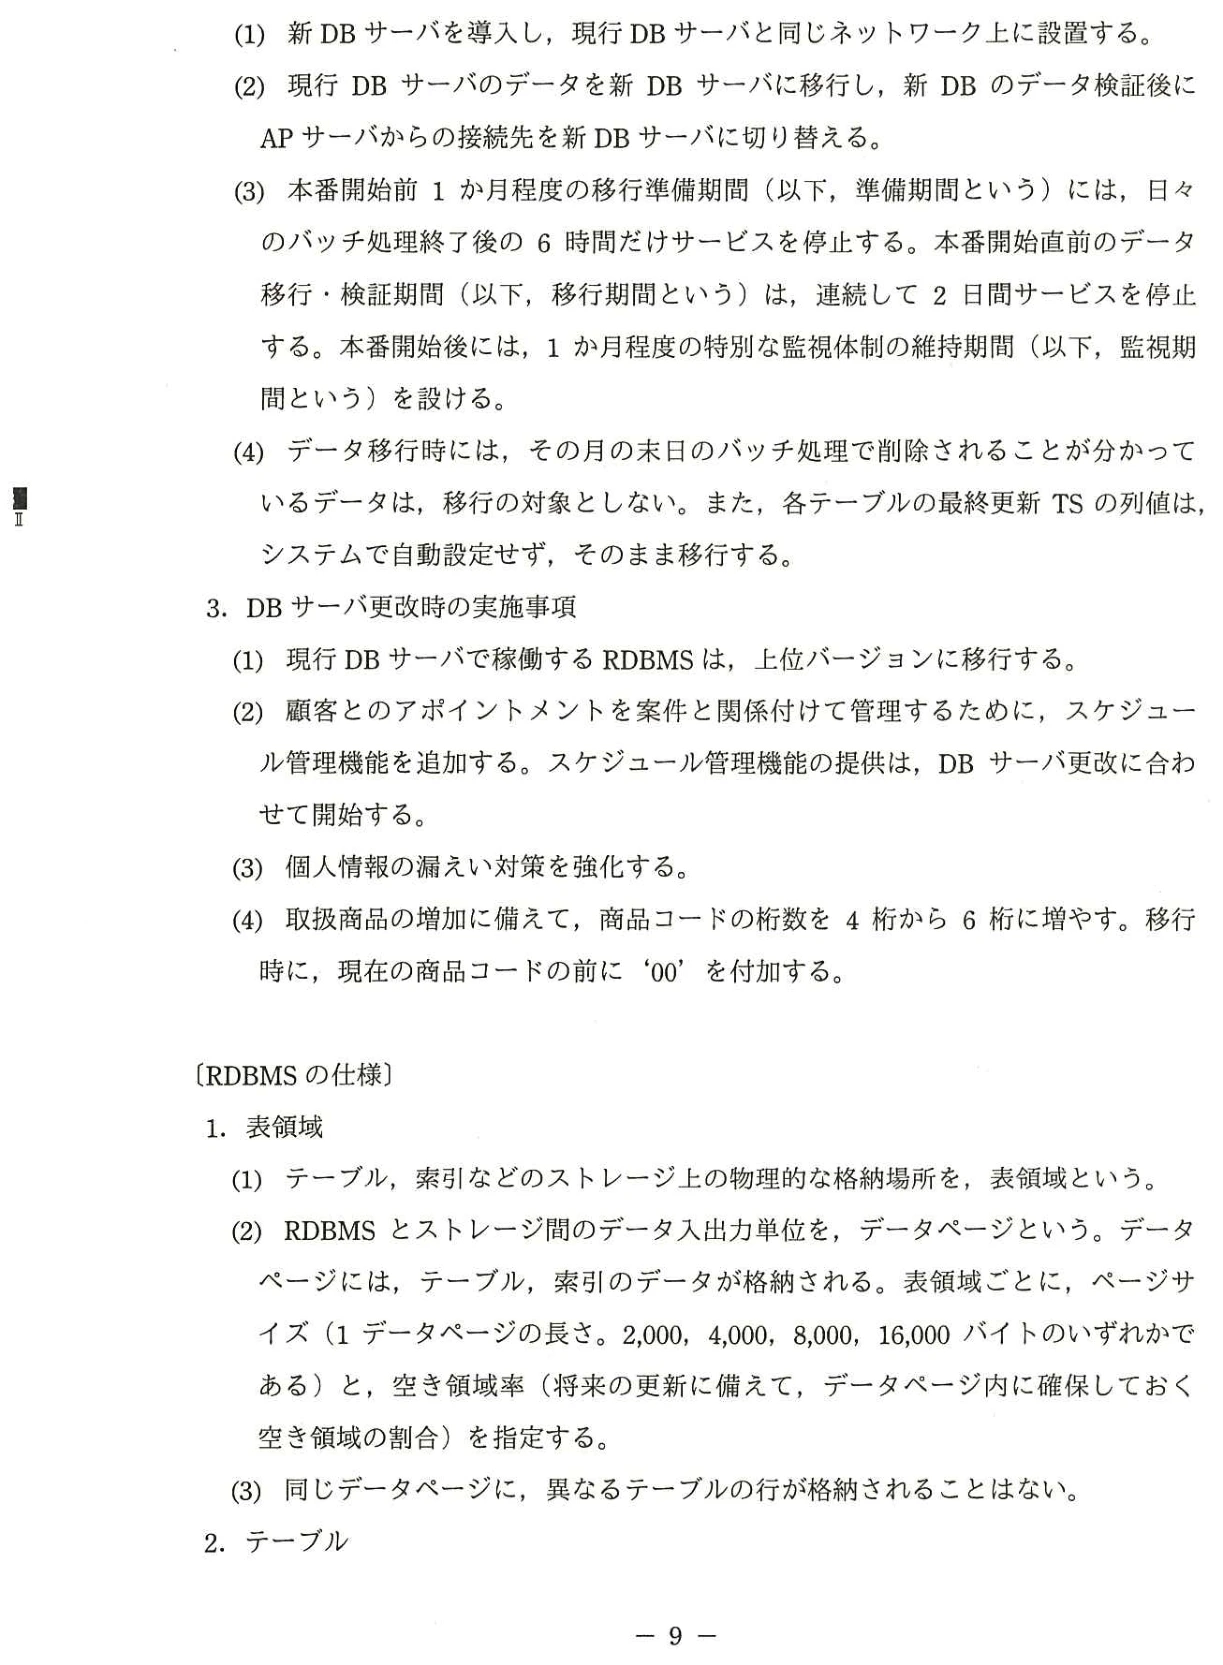 (1) 新 DB サーバを導入し，現行 DB サーバと同じネットワーク上に設置する。
(2) 現行 DB サーバのデータを新 DB サーバに移行し，新 DB のデータ検証後に
AP サーバからの接続先を新 DB サーバに切り替える。
(3) 本番開始前 1 か月程度の移行準備期間（以下，準備期間という）には，日々
のバッチ処理終了後の 6 時間だけサービスを停止する。本番開始直前のデータ
移行・検証期間（以下，移行期間という）は，連続して 2 日間サービスを停止
する。本番開始後には，1 か月程度の特別な監視体制の維持期間（以下，監視期
間という）を設ける。
(4) データ移行時には，その月の末日のバッチ処理で削除されることが分かって
いるデータは，移行の対象としない。また，各テーブルの最終更新 TS の列値は，
システムで自動設定せず，そのまま移行する。
II
3. DB サーバ更改時の実施事項
(1) 現行 DB サーバで稼働する RDBMS は，上位バージョンに移行する。
(2) 顧客とのアポイントメントを案件と関係付けて管理するために，スケジュー
ル管理機能を追加する。スケジュール管理機能の提供は，DB サーバ更改に合わ
せて開始する。
(3) 個人情報の漏えい対策を強化する。
(4) 取扱商品の増加に備えて，商品コードの桁数を 4 桁から 6 桁に増やす。移行
時に，現在の商品コードの前に ‘00’ を付加する。
〔RDBMS の仕様〕
1. 表領域
(1) テーブル，索引などのストレージ上の物理的な格納場所を，表領域という。
(2) RDBMS とストレージ間のデータ入出力単位を，データページという。データ
ページには，テーブル，索引のデータが格納される。表領域ごとに，ページサ
イズ（1 データページの長さ。2,000，4,000，8,000，16,000 バイトのいずれかで
ある）と，空き領域率（将来の更新に備えて，データページ内に確保しておく
空き領域の割合）を指定する。
(3) 同じデータページに，異なるテーブルの行が格納されることはない。
2. テーブル
― 9 ―